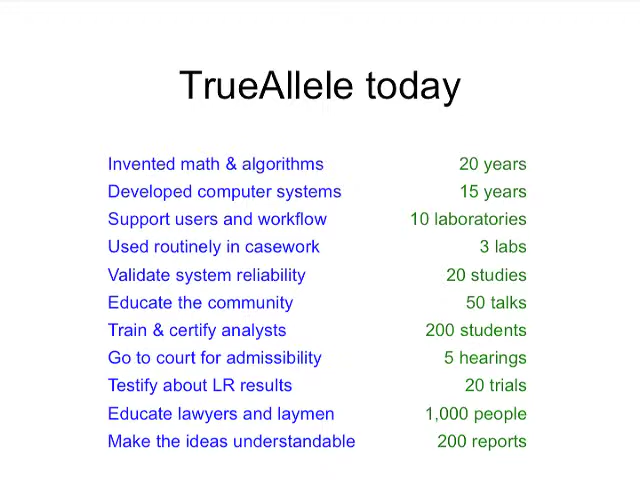 TrueAllele today
Invented math & algorithms 20 years
Developed computer systems 15 years
Support users and workflow 10 laboratories
Used routinely in casework 3 labs
Validate system reliability 20 studies
Educate the community 50 talks
Train & certify analysts 200 students
Go to court for admissibility 5 hearings
Testify about LR results 20 trials
Educate lawyers and laymen 1,000 people
Make the ideas understandable 200 reports